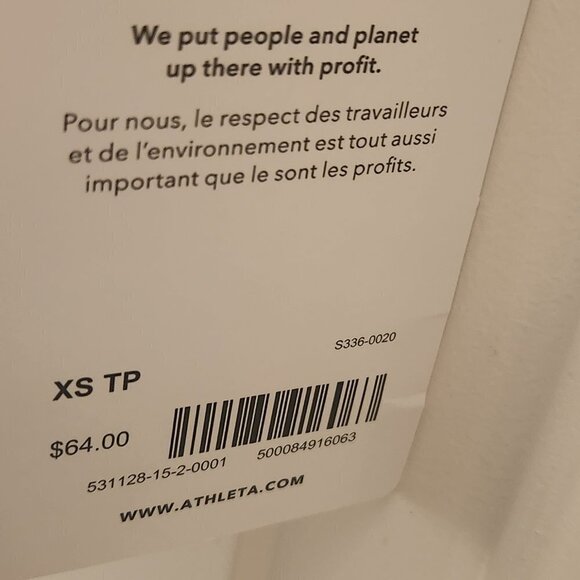 We put people and planet
up there with profit.
Pour nous, le respect des travailleurs
et de l'environnement est tout aussi
important que le sont les profits.
S336-0020
XS TP
$64.00
531128-15-2-0001 500084916063
WWW.ATHLETA.COM